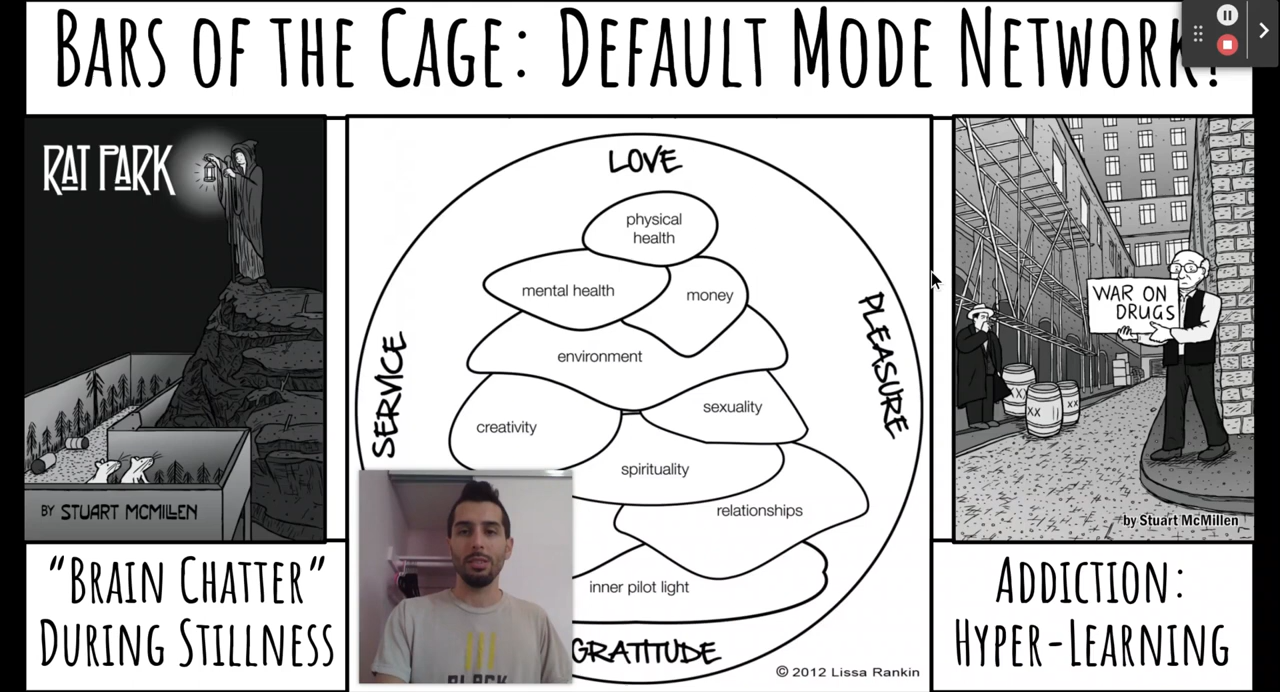 BARS OF THE CAGE: DEFAULT MODE NETWORK!
RAT PARK
BY STUART MCMILLEN
"BRAIN CHATTER"
DURING STILLNESS
LOVE
physical
health
mental health
money
environment
SERVICE
PLEASURE
creativity
sexuality
spirituality
relationships
inner pilot light
GRATITUDE
© 2012 Lissa Rankin
BLACK
WAR ON
DRUGS
XX
XX
by Stuart McMillen
ADDICTION:
HYPER-LEARNING